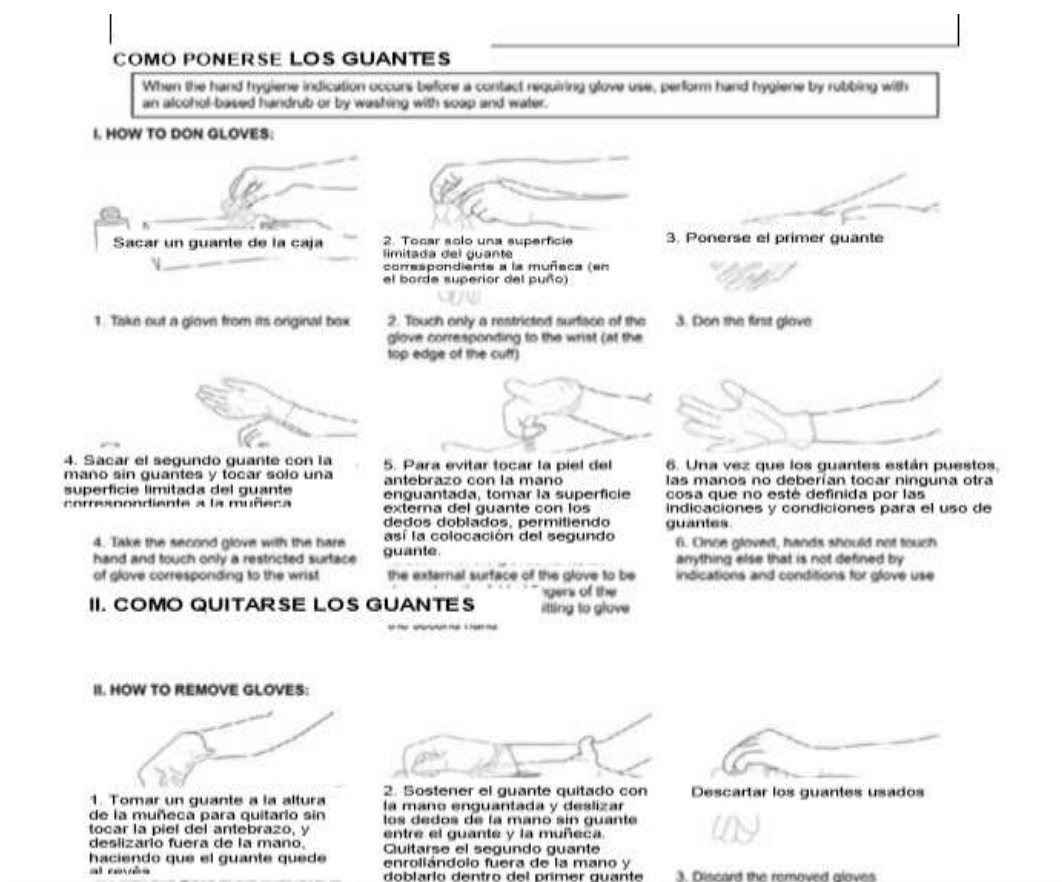 COMO PONERSE LOS GUANTES
When the hand hygiene indication occurs before a contact requiring glove use, perform hand hygiene by rubbing with
an alcohol-based handrub or by washing with soap and water.
I. HOW TO DON GLOVES:
Sacar un guante de la caja
2. Tocar solo una superficie
limitada del guante
correspondiente a la muñeca (en
el borde superior del puño)
3. Ponerse el primer guante
1. Take out a glove from its original box
2. Touch only a restricted surface of the
glove corresponding to the wrist (at the
top edge of the cuff)
3. Don the first glove
4. Sacar el segundo guante con la
mano sin guantes y tocar solo una
superficie limitada del guante
correspondiente a la muñeca
5. Para evitar tocar la piel del
antebrazo con la mano
enguantada, tomar la superficie
externa del guante con los
dedos doblados, permitiendo
así la colocación del segundo
guante.
6. Una vez que los guantes están puestos,
las manos no deberían tocar ninguna otra
cosa que no esté definida por las
indicaciones y condiciones para el uso de
guantes.
4. Take the second glove with the bare
hand and touch only a restricted surface
of glove corresponding to the wrist
the external surface of the glove to be
gers of the
itting to glove
6. Once gloved, hands should not touch
anything else that is not defined by
indications and conditions for glove use
II. COMO QUITARSE LOS GUANTES
II. HOW TO REMOVE GLOVES:
1. Tomar un guante a la altura
de la muñeca para quitarlo sin
tocar la piel del antebrazo, y
deslizarlo fuera de la mano,
haciendo que el guante quede
al revés
2. Sostener el guante quitado con
la mano enguantada y deslizar
los dedos de la mano sin guante
entre el guante y la muñeca.
Quitarse el segundo guante
enrollándolo fuera de la mano y
doblarlo dentro del primer guante
Descartar los guantes usados
3. Discard the removed gloves